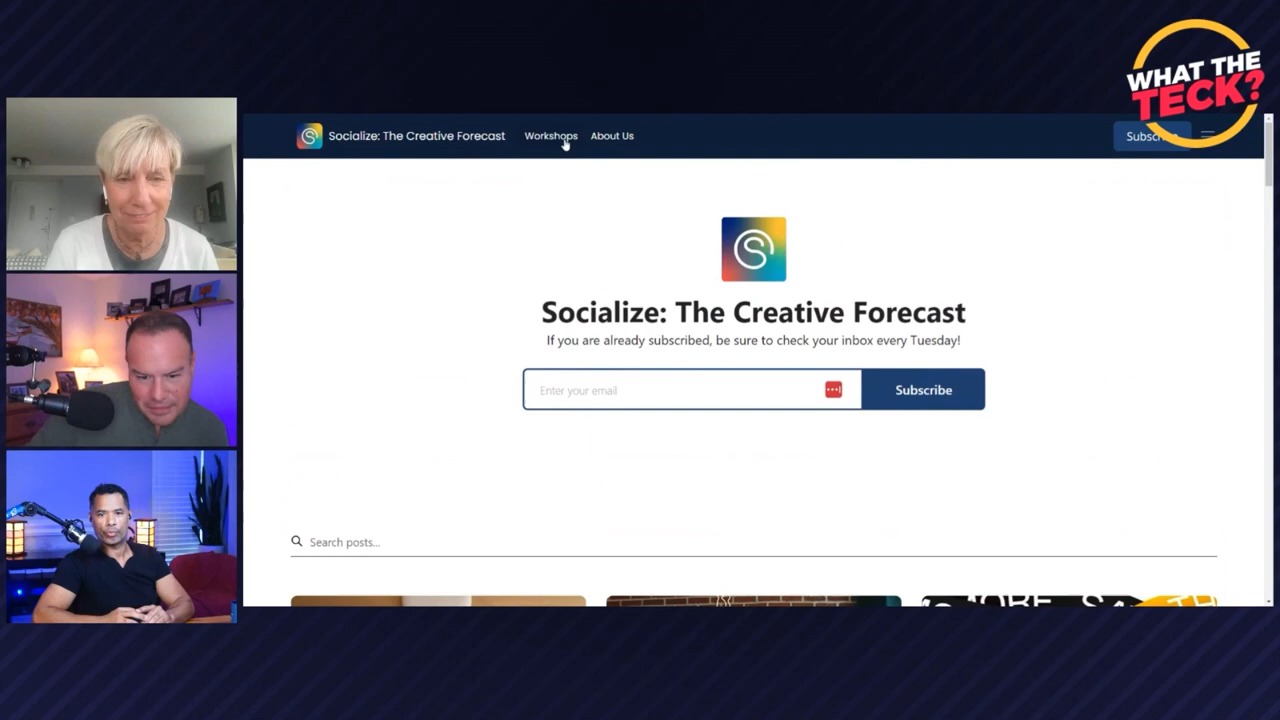 WHAT THE
TECK?
Socialize: The Creative Forecast
Workshops
About Us
Socialize: The Creative Forecast
If you are already subscribed, be sure to check your inbox every Tuesday!
Enter your email
Subscribe
Search posts...